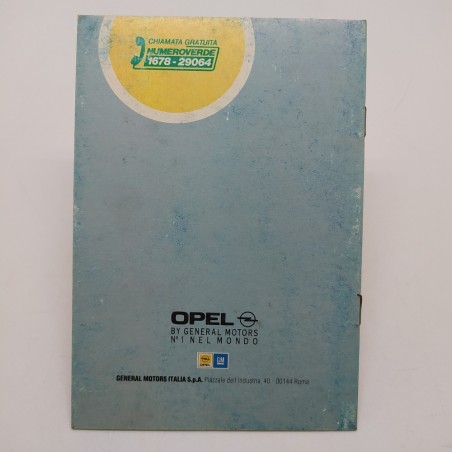 CHIAMATA GRATUITA
NUMEROVERDE
1678-29064
OPEL
BY GENERAL MOTORS
N°1 NEL MONDO
GM
GENERAL MOTORS ITALIA S.p.A. Piazzale dell'Industria, 40 - 00144 Roma